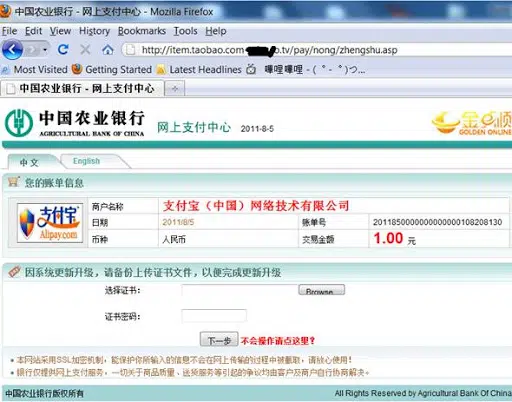 中国农业银行 - 网上支付中心 - Mozilla Firefox
File Edit View History Bookmarks Tools Help
http://item.taobao.com- o.tv/pay/nong/zhengshu.asp
Most Visited Getting Started Latest Headlines 嗶哩嗶哩 - ( ゜- ゜)つ...
中国农业银行 - 网上支付中心
中国农业银行 网上支付中心 2011-8-5
AGRICULTURAL BANK OF CHINA
GOLDEN ONLINE
中 文 English
您的账单信息
支付宝
Alipay.com
商户名称 支付宝（中国）网络技术有限公司
日期 2011/8/5 账单号
币种 人民币 交易金额 1.00 元
因系统更新升级，请备份上传证书文件，以便完成更新升级
选择证书： Browse
证书密码：
下一步 不会操作请点这里？
本网站采用SSL加密机制，能保护你所输入的信息不会在网上传输的过程中被截取，请放心使用！
银行仅提供网上支付服务，一切关于商品质量、送货服务等引起的争议均由客户及商户自行协商解决。
中国农业银行版权所有 All Rights Reserved by Agricultural Bank Of China